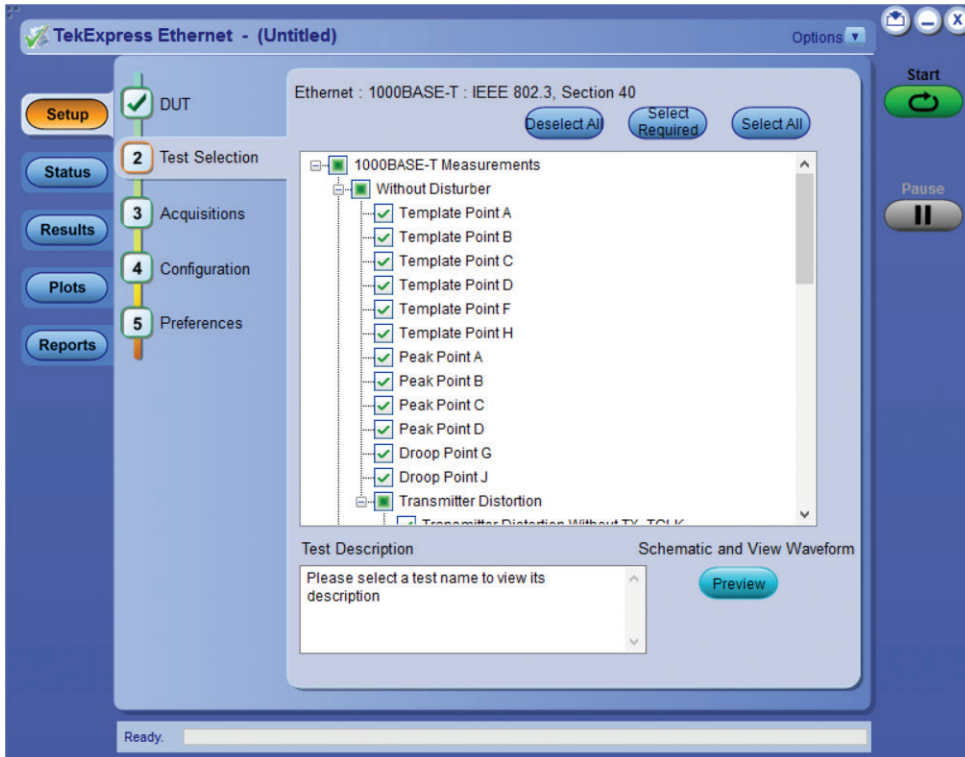 TekExpress Ethernet - (Untitled)
Options
Start
Pause
Setup
Status
Results
Plots
Reports
DUT
2 Test Selection
3 Acquisitions
4 Configuration
5 Preferences
Ethernet : 1000BASE-T : IEEE 802.3, Section 40
Deselect All
Select
Required
Select All
1000BASE-T Measurements
Without Disturber
Template Point A
Template Point B
Template Point C
Template Point D
Template Point F
Template Point H
Peak Point A
Peak Point B
Peak Point C
Peak Point D
Droop Point G
Droop Point J
Transmitter Distortion
Transmitter Distortion Without TX_TCLK
Test Description
Please select a test name to view its
description
Schematic and View Waveform
Preview
Ready.